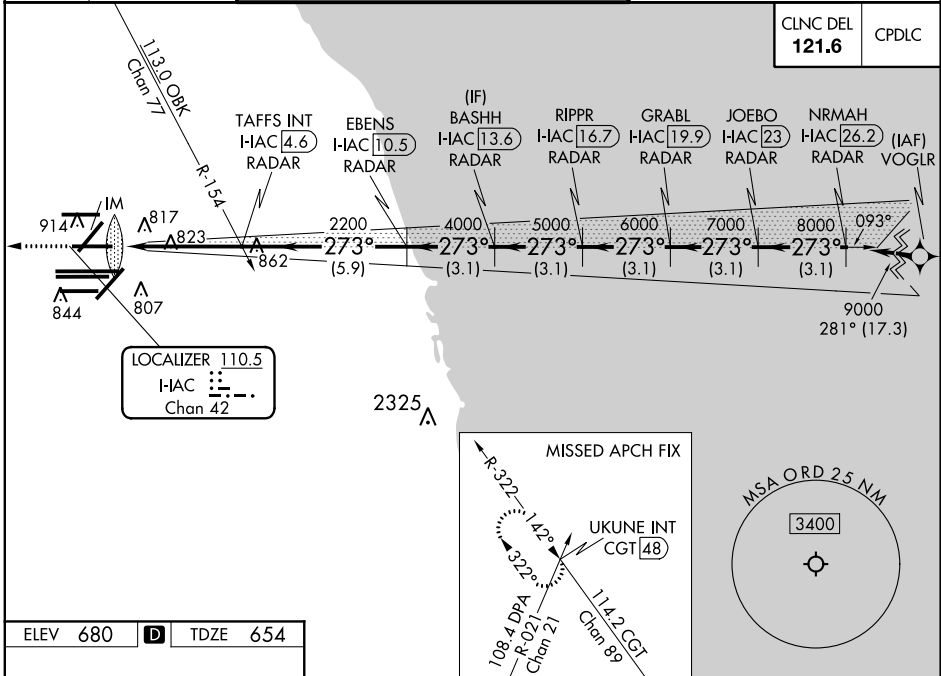 CLNC DEL
121.6
CPDLC
113.0 OBK
Chan 77
R-154
TAFFS INT
I-IAC 4.6
RADAR
EBENS
I-IAC 10.5
RADAR
(IF)
BASHH
I-IAC 13.6
RADAR
RIPPR
I-IAC 16.7
RADAR
GRABL
I-IAC 19.9
RADAR
JOEBO
I-IAC 23
RADAR
NRMAH
I-IAC 26.2
RADAR
(IAF)
VOGLR
IM
914
817
823
862
2200
273°
(5.9)
4000
273°
(3.1)
5000
273°
(3.1)
6000
273°
(3.1)
7000
273°
(3.1)
8000
(3.1)
093°
9000
281° (17.3)
844
807
LOCALIZER 110.5
I-IAC
Chan 42
2325
MISSED APCH FIX
R-322
142°
322°
UKUNE INT
CGT 48
108.4 DPA
R-021
Chan 21
114.2 CGT
Chan 89
MSA ORD 25 NM
3400
ELEV 680 D TDZE 654